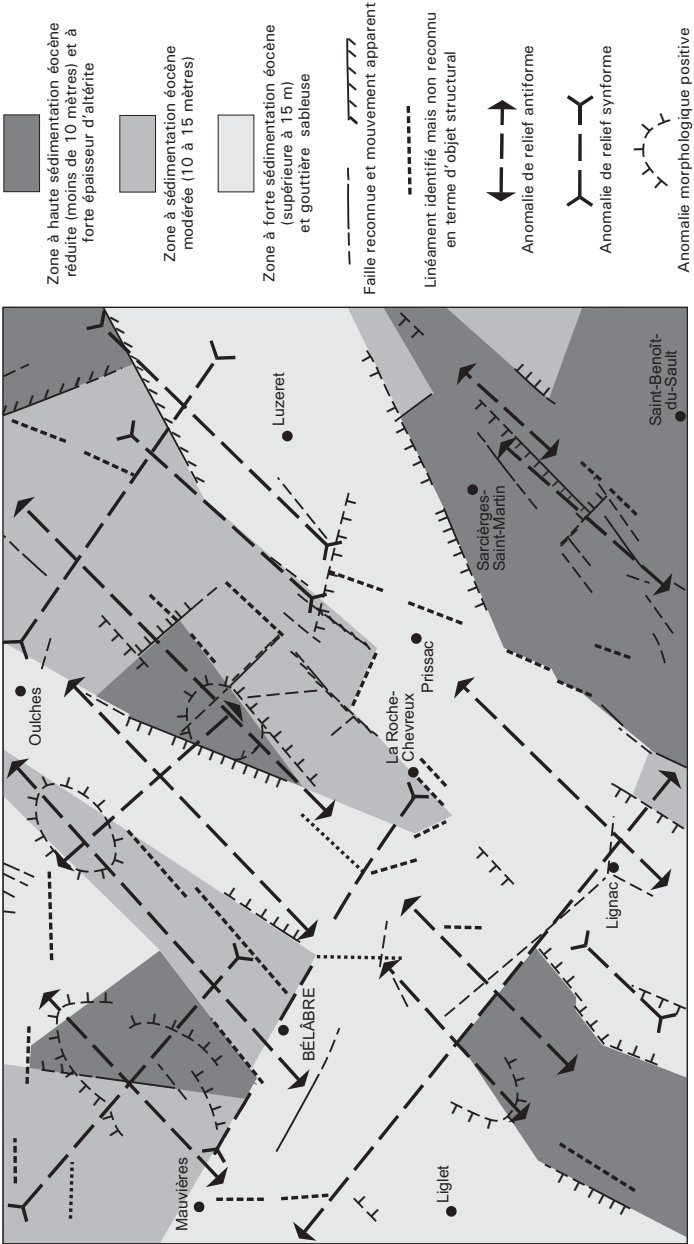 Zone à haute sédimentation éocène
réduite (moins de 10 mètres) et à
forte épaisseur d'altérite
Zone à sédimentation éocène
modérée (10 à 15 mètres)
Zone à forte sédimentation éocène
(supérieure à 15 m)
et gouttière sableuse
Faille reconnue et mouvement apparent
Linéament identifié mais non reconnu
en terme d'objet structural
Anomalie de relief antiforme
Anomalie de relief synforme
Anomalie morphologique positive
Oulches
Luzeret
Mauvières
BÉLÂBRE
La Roche-
Chevreux
Prissac
Sarcièrges-
Saint-Martin
Liglet
Lignac
Saint-Benoît-
du-Sault